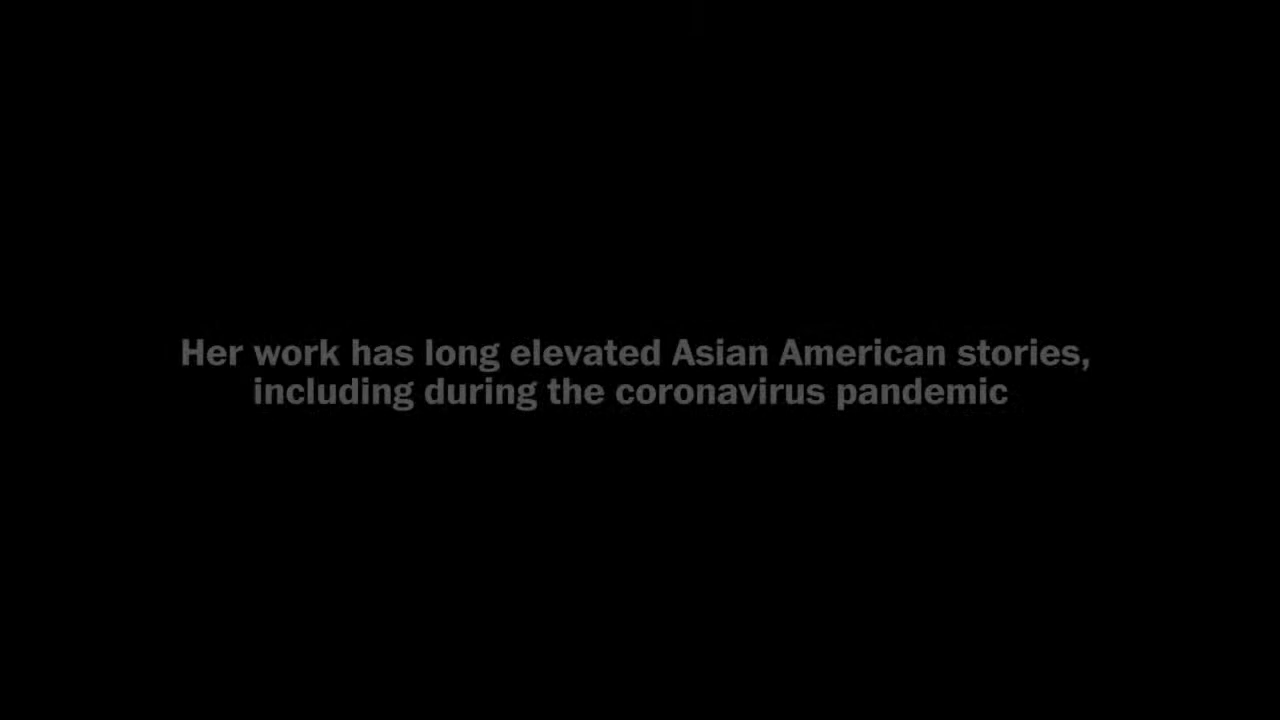 Her work has long elevated Asian American stories,
including during the coronavirus pandemic